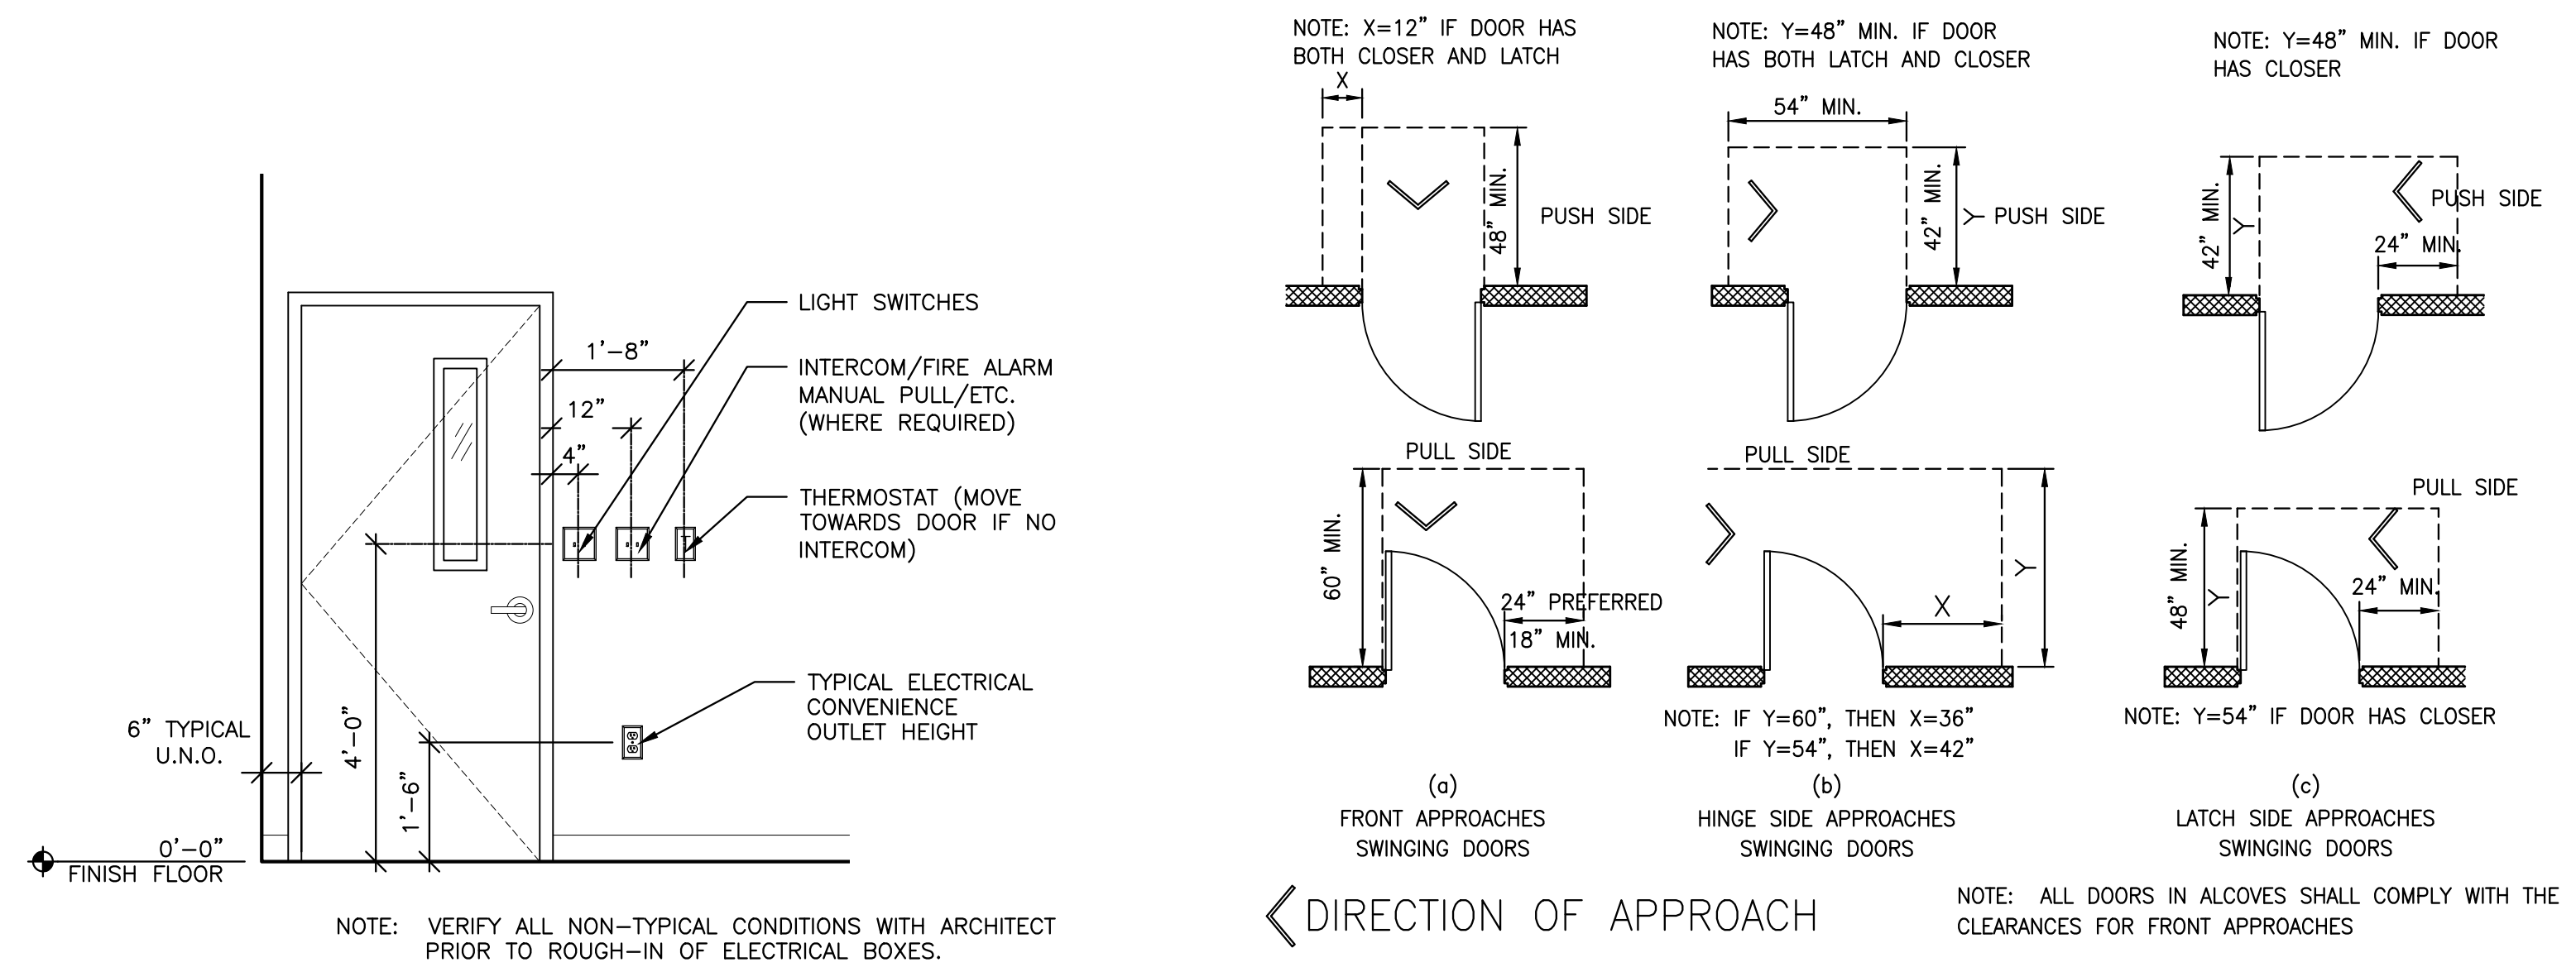 LIGHT SWITCHES
1'-8"
INTERCOM/FIRE ALARM
MANUAL PULL/ETC.
(WHERE REQUIRED)
12"
4"
THERMOSTAT (MOVE
TOWARDS DOOR IF NO
INTERCOM)
T
TYPICAL ELECTRICAL
CONVENIENCE
OUTLET HEIGHT
6" TYPICAL
U.N.O.
4'-0"
1'-6"
0'-0"
FINISH FLOOR
NOTE: VERIFY ALL NON-TYPICAL CONDITIONS WITH ARCHITECT
PRIOR TO ROUGH-IN OF ELECTRICAL BOXES.
NOTE: X=12" IF DOOR HAS
BOTH CLOSER AND LATCH
X
48" MIN.
PUSH SIDE
PULL SIDE
60" MIN.
24" PREFERRED
18" MIN.
(a)
FRONT APPROACHES
SWINGING DOORS
NOTE: Y=48" MIN. IF DOOR
HAS BOTH LATCH AND CLOSER
54" MIN.
42" MIN.
Y
PUSH SIDE
PULL SIDE
X
Y
NOTE: IF Y=60", THEN X=36"
IF Y=54", THEN X=42"
(b)
HINGE SIDE APPROACHES
SWINGING DOORS
NOTE: Y=48" MIN. IF DOOR
HAS CLOSER
42" MIN.
Y
PUSH SIDE
24" MIN.
PULL SIDE
48" MIN.
Y
24" MIN.
NOTE: Y=54" IF DOOR HAS CLOSER
(c)
LATCH SIDE APPROACHES
SWINGING DOORS
DIRECTION OF APPROACH
NOTE: ALL DOORS IN ALCOVES SHALL COMPLY WITH THE
CLEARANCES FOR FRONT APPROACHES